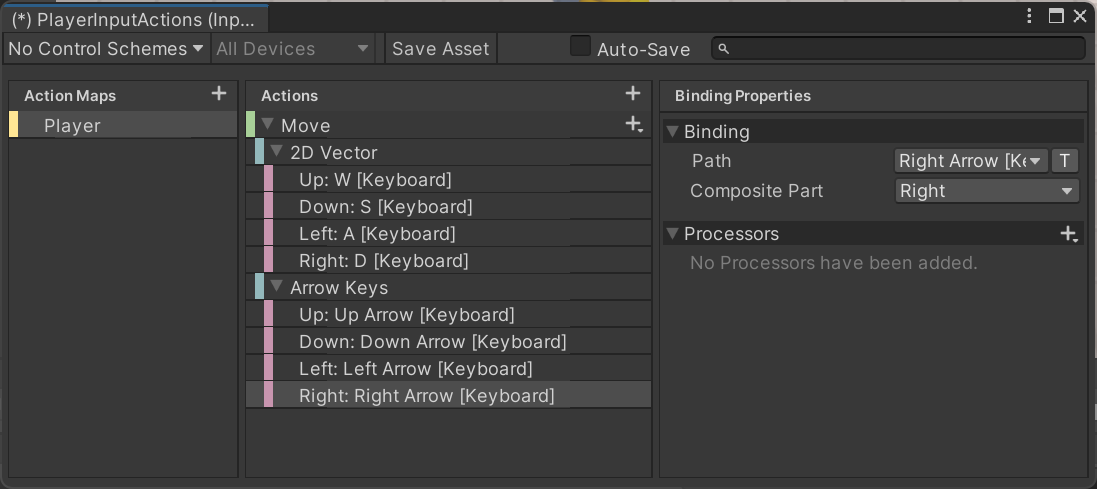 (*) PlayerInputActions (Inp...
No Control Schemes All Devices Save Asset Auto-Save
Action Maps
Player
Actions
Move
2D Vector
Up: W [Keyboard]
Down: S [Keyboard]
Left: A [Keyboard]
Right: D [Keyboard]
Arrow Keys
Up: Up Arrow [Keyboard]
Down: Down Arrow [Keyboard]
Left: Left Arrow [Keyboard]
Right: Right Arrow [Keyboard]
Binding Properties
Binding
Path Right Arrow [Ke T
Composite Part Right
Processors
No Processors have been added.